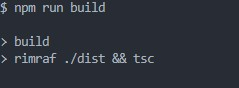 $ npm run build
> build
> rimraf ./dist && tsc